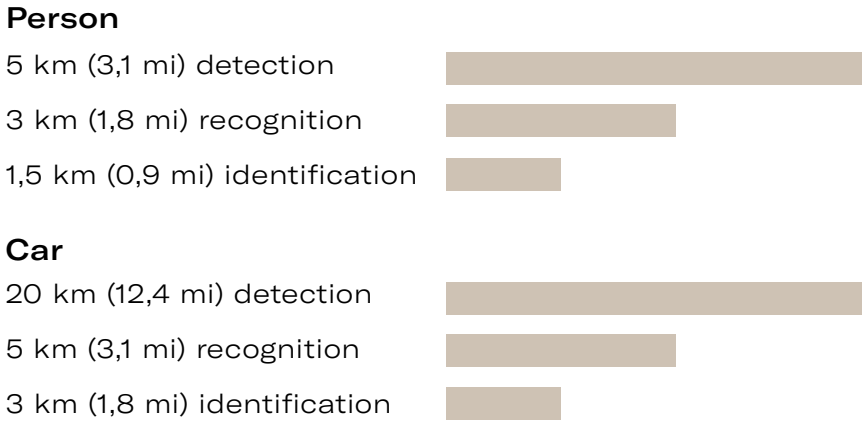 Person
5 km (3,1 mi) detection
3 km (1,8 mi) recognition
1,5 km (0,9 mi) identification
Car
20 km (12,4 mi) detection
5 km (3,1 mi) recognition
3 km (1,8 mi) identification